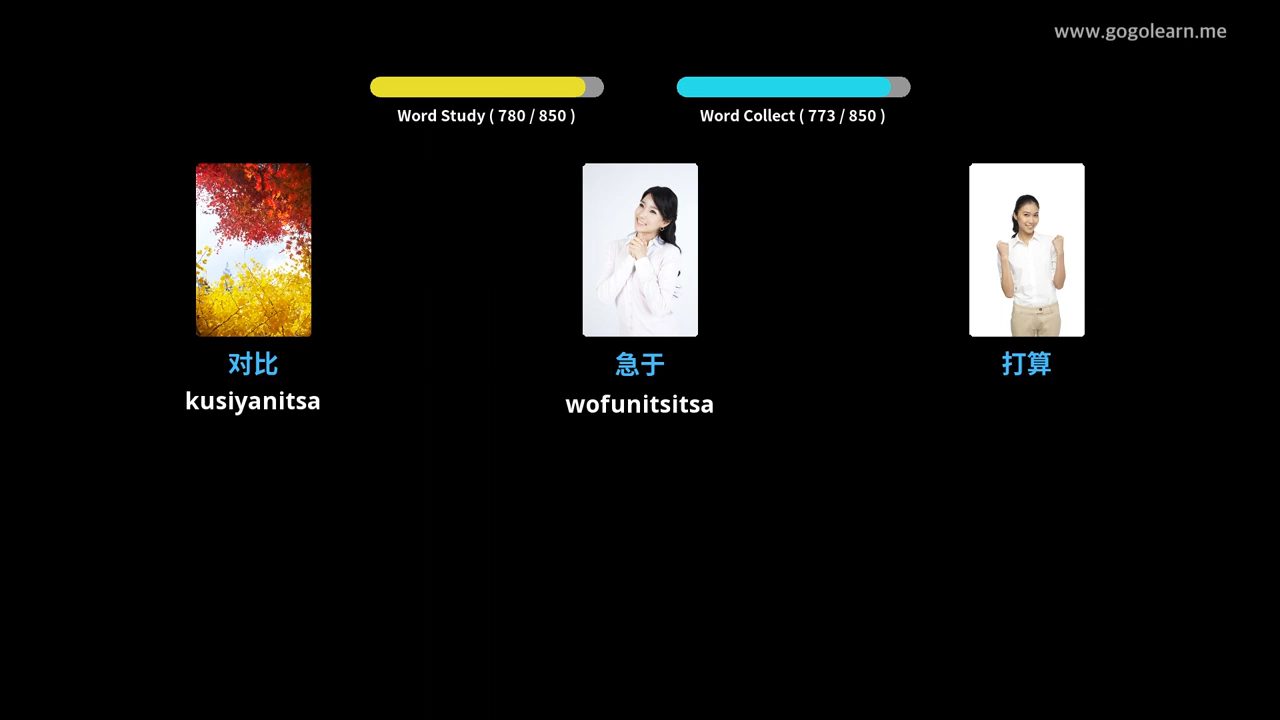 www.gogolearn.me
Word Study ( 780 / 850 )
Word Collect ( 773 / 850 )
对比
急于
打算
kusiyanitsa
wofunitsitsa